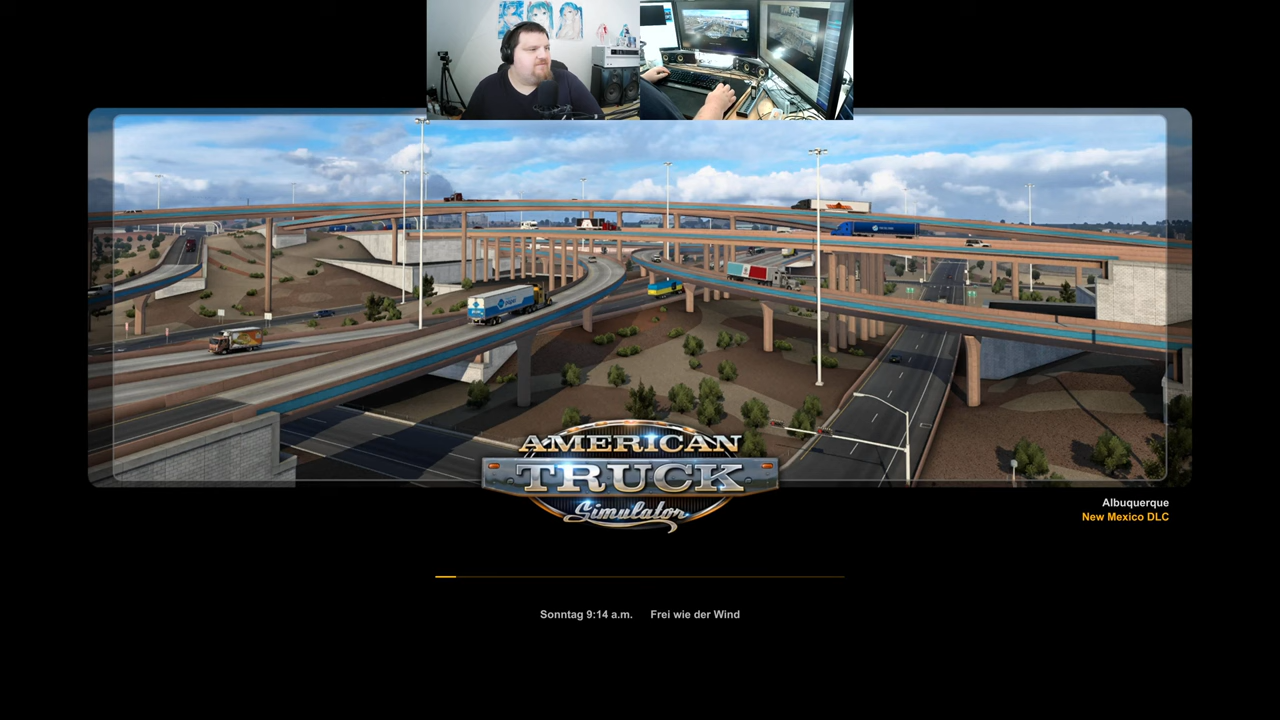 AMERICAN
TRUCK
Simulator
Albuquerque
New Mexico DLC
Sonntag 9:14 a.m. Frei wie der Wind